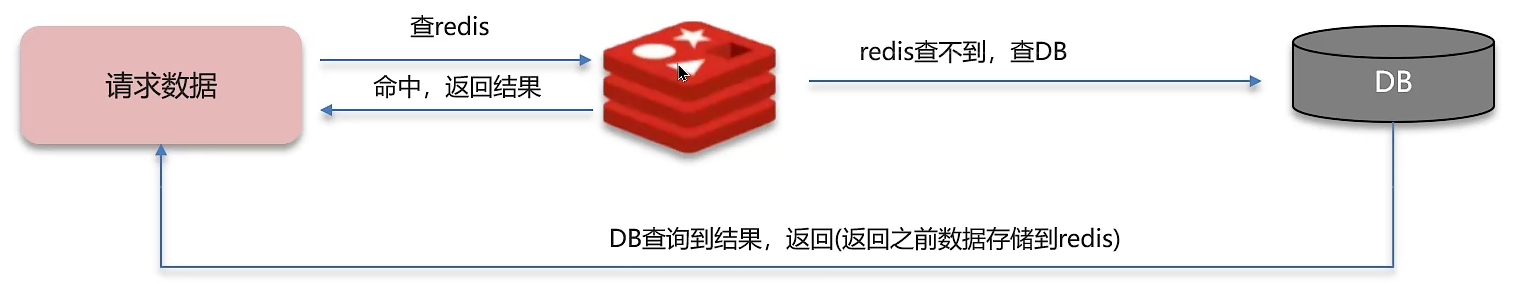 查redis
请求数据
命中，返回结果
redis查不到，查DB
DB
DB查询到结果，返回(返回之前数据存储到redis)